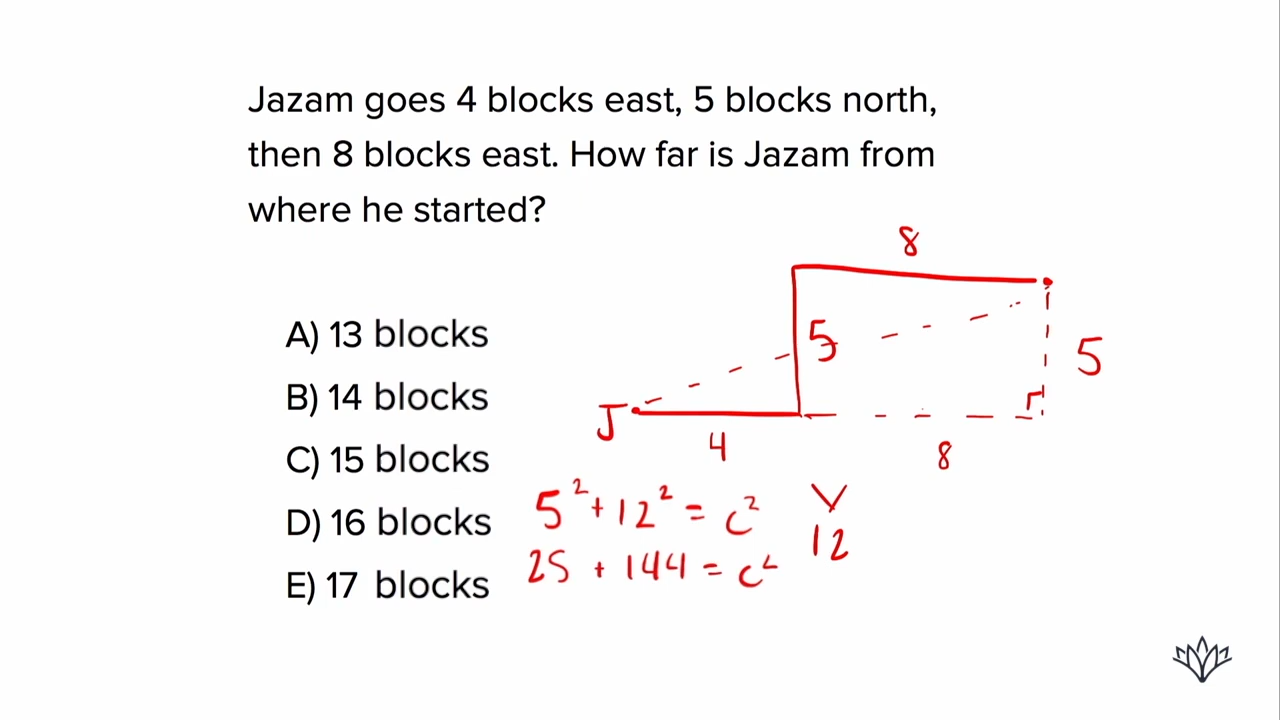 Jazam goes 4 blocks east, 5 blocks north,
then 8 blocks east. How far is Jazam from
where he started?
8
A) 13 blocks
5
5
B) 14 blocks
J
4
8
C) 15 blocks
D) 16 blocks
5² + 12² = c²
12
25 + 144 = c²
E) 17 blocks